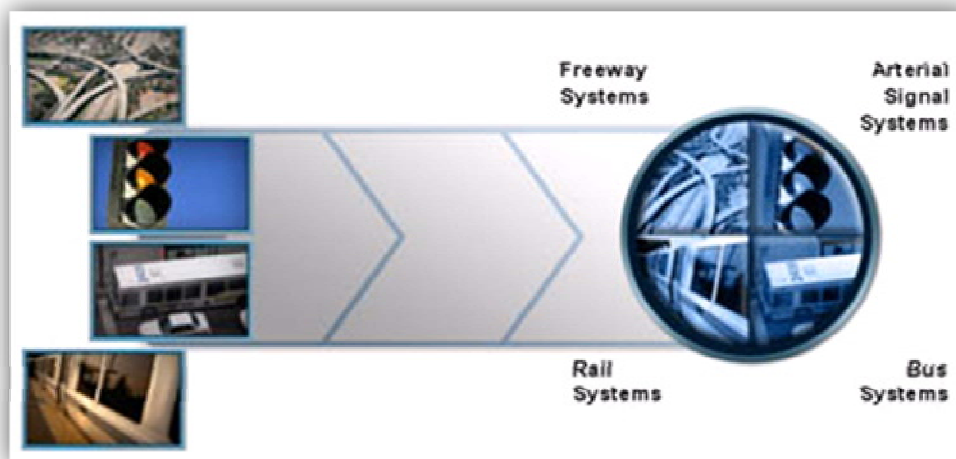 Freeway
Systems
Arterial
Signal
Systems
Rail
Systems
Bus
Systems